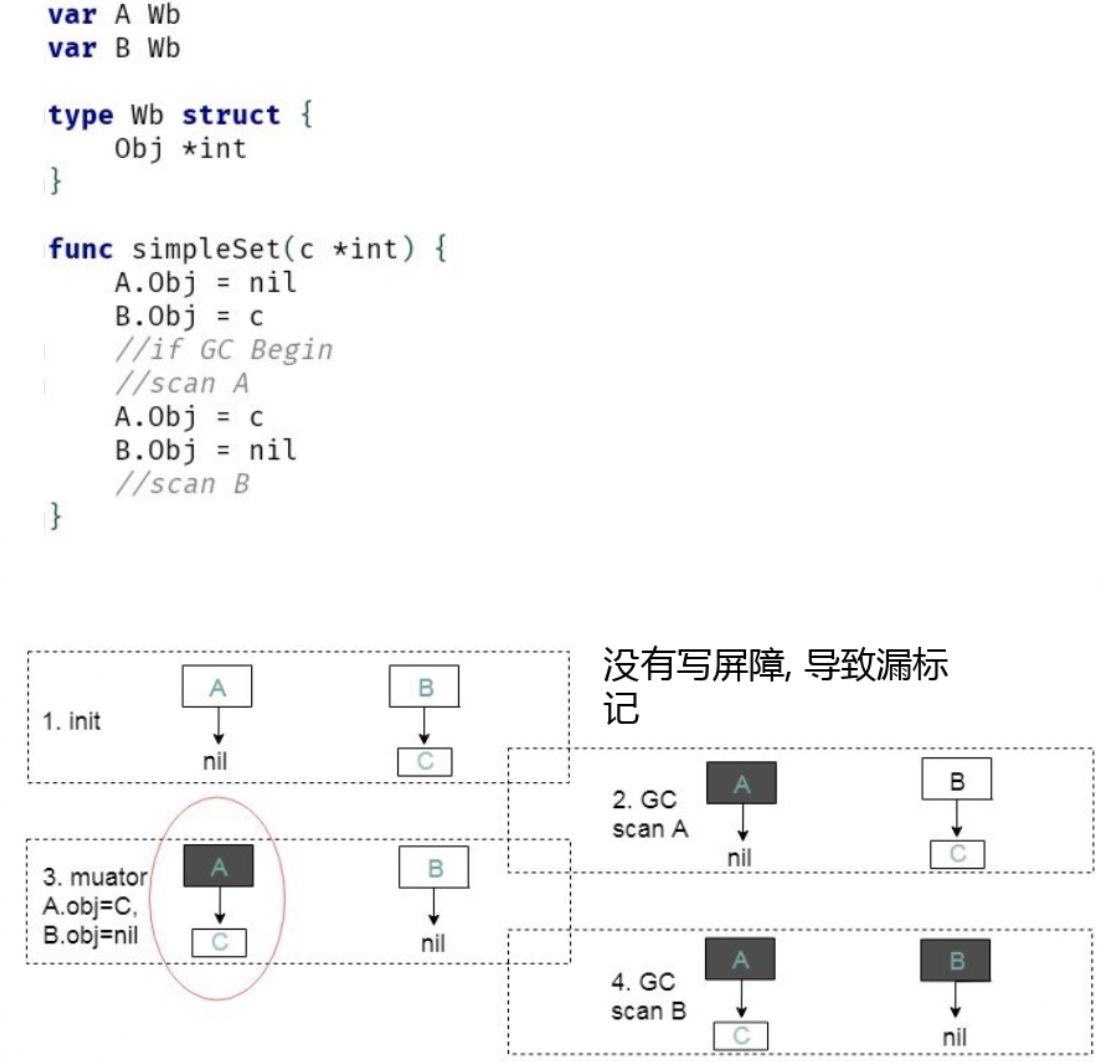 var A Wb
var B Wb
type Wb struct {
Obj *int
}
func simpleSet(c *int) {
A.Obj = nil
B.Obj = c
//if GC Begin
//scan A
A.Obj = c
B.Obj = nil
//scan B
}
没有写屏障, 导致漏标
记
1. init
A
nil
B
C
2. GC
scan A
A
nil
B
C
3. muator
A.obj=C,
B.obj=nil
A
C
B
nil
4. GC
scan B
A
C
B
nil